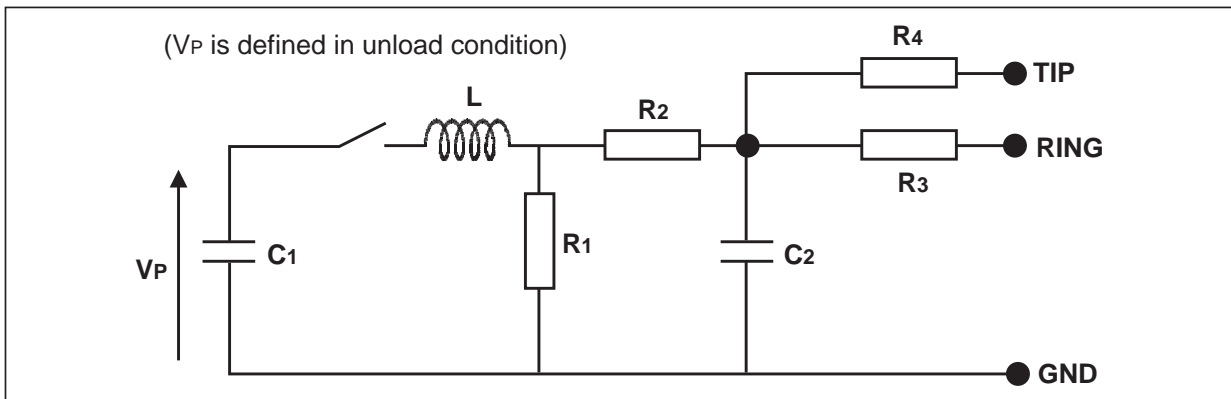 (VP is defined in unload condition)
R4
TIP
L
R2
RING
R3
VP
C1
R1
C2
GND